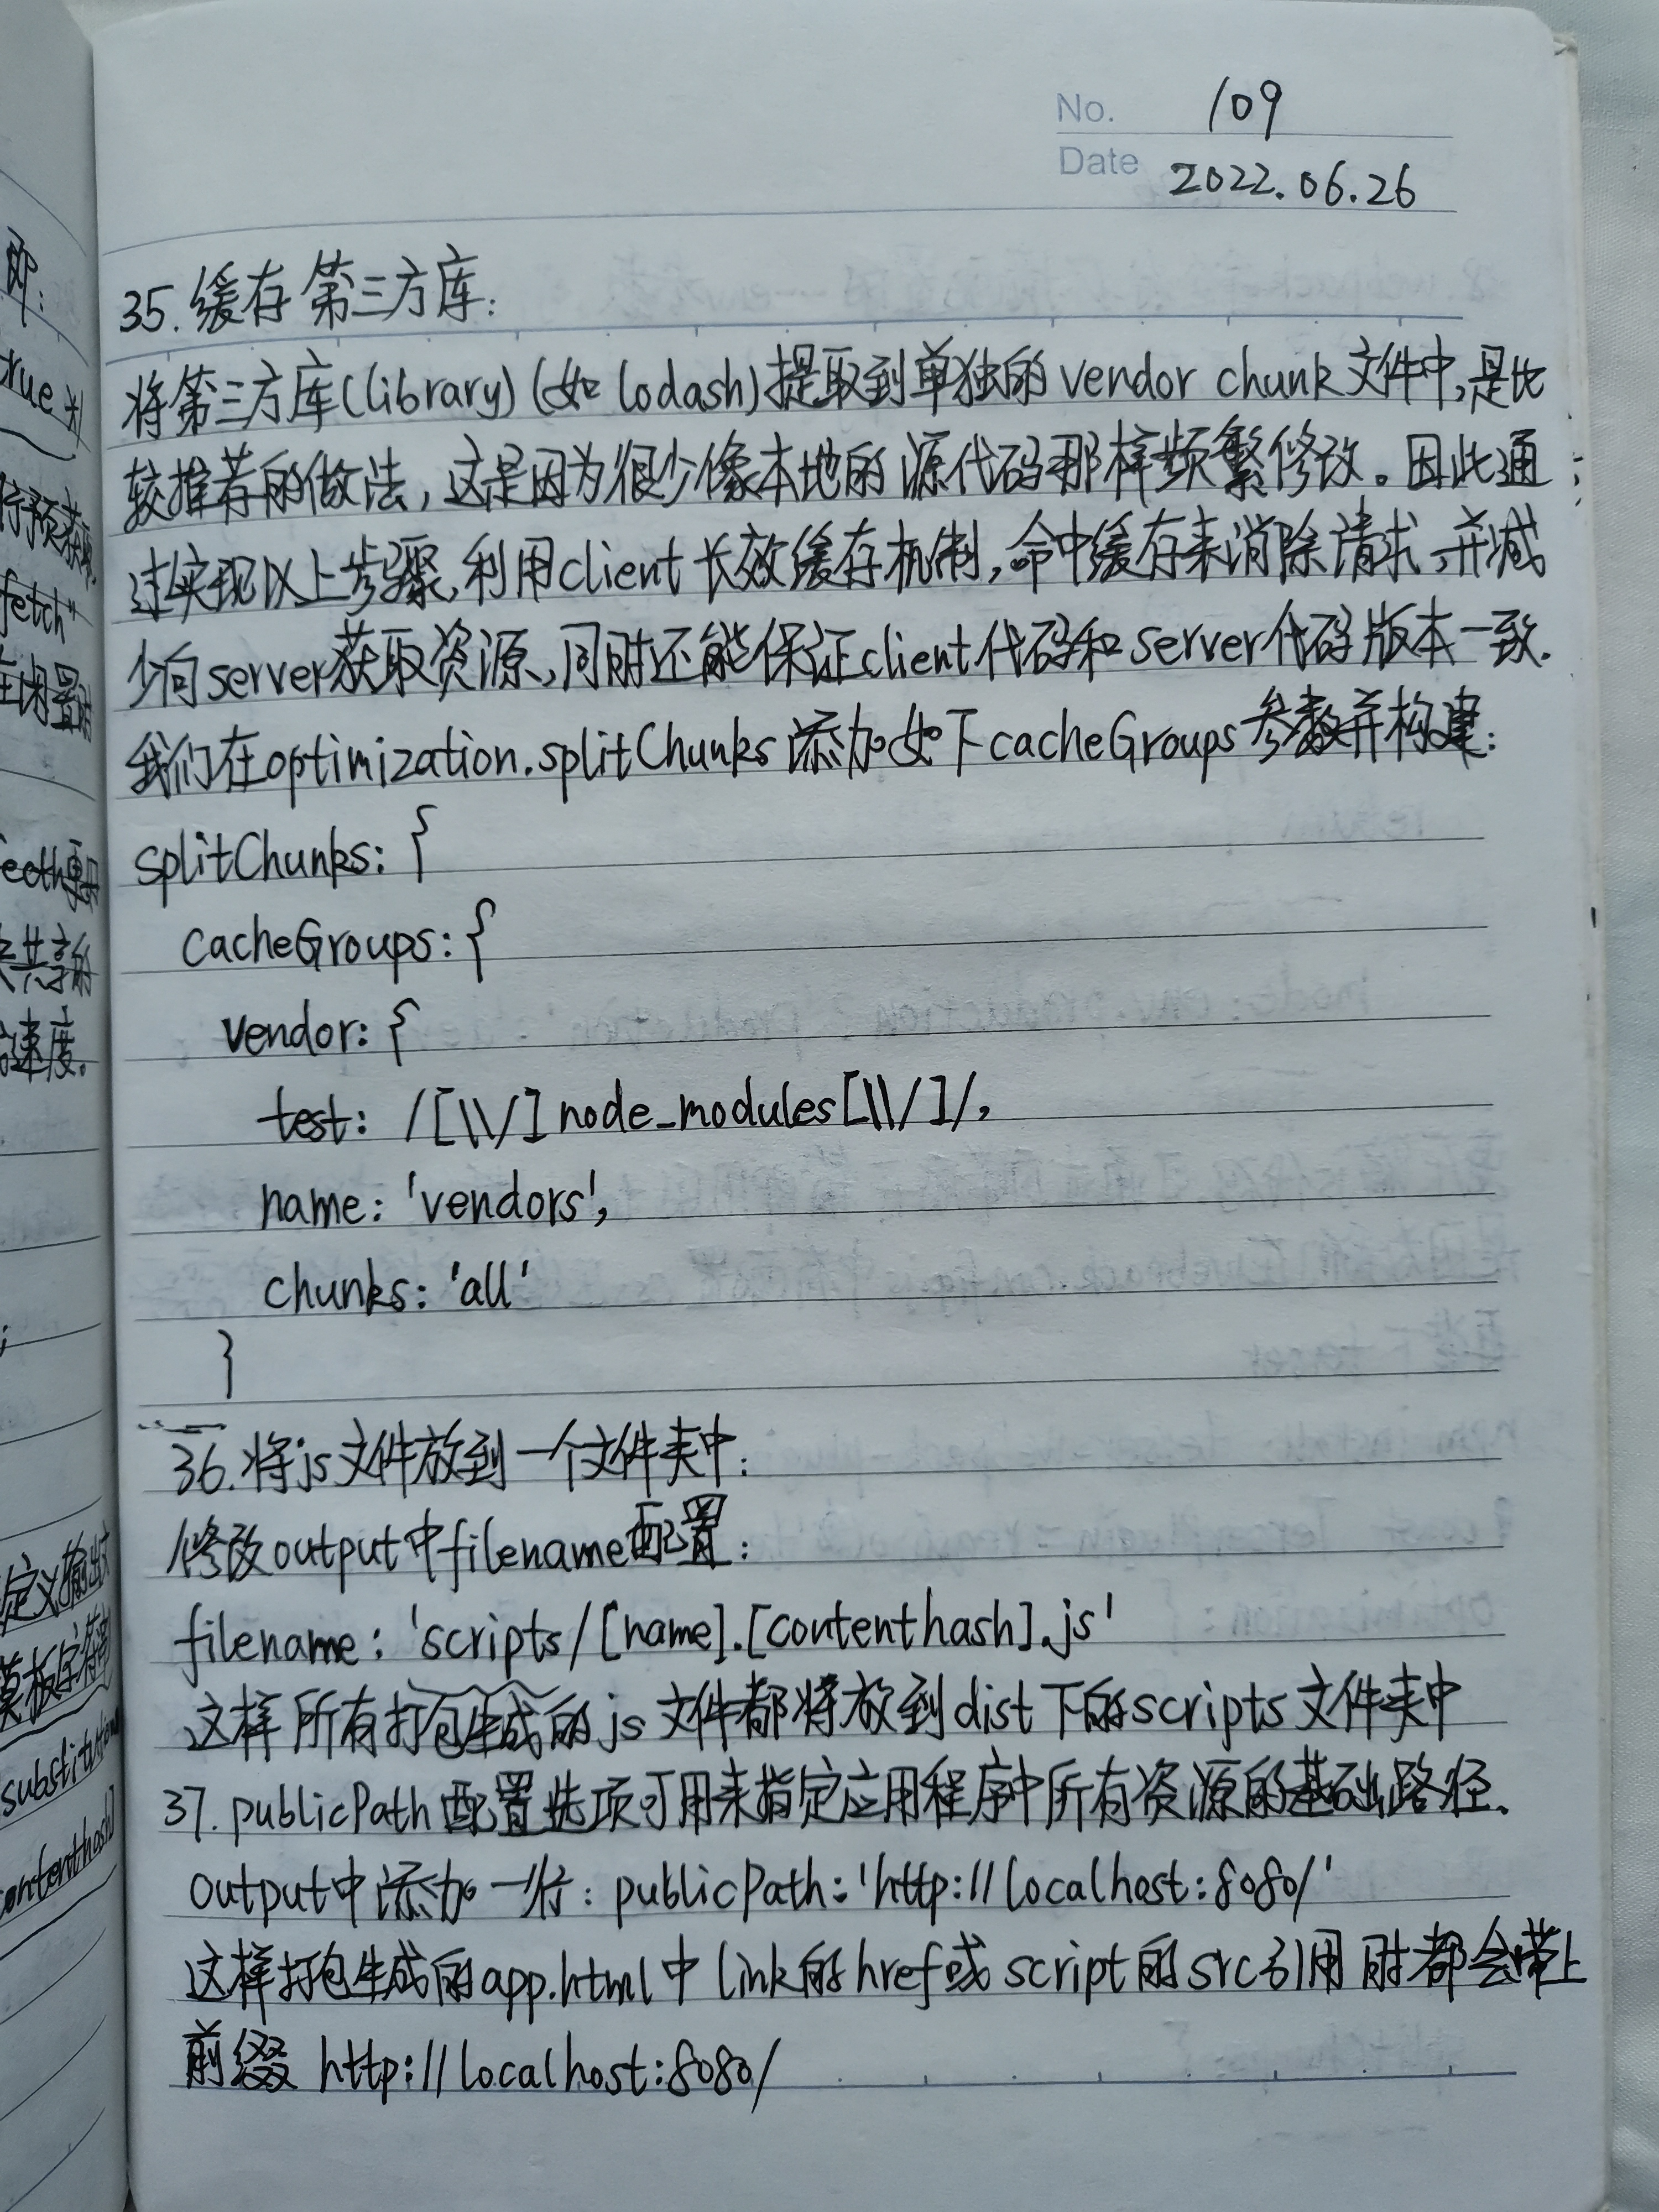 No. 109
Date 2022.06.26
35.缓存第三方库:
将第三方库(library)(如lodash)提取到单独的vendor chunk文件中,是比
较推荐的做法,这是因为很少像本地的源代码那样频繁修改。因此通
过实现以上步骤,利用client长效缓存机制,命中缓存来消除请求,并减
少向server获取资源,同时还能保证client代码和server代码版本一致.
我们在optimization.splitChunks添加如下cacheGroups参数并构建:
splitChunks: {
cacheGroups: {
vendor: {
test: /[\\/]node_modules[\\/]/,
name: 'vendors',
chunks: 'all'
}
36.将js文件放到一个文件夹中:
修改output中filename配置:
filename: 'scripts/[name].[contenthash].js'
这样所有打包生成的js文件都将放到dist下的scripts文件夹中
37.publicPath配置选项可用来指定应用程序中所有资源的基础路径.
output中添加一行: publicPath: 'http://localhost:8080/'
这样打包生成的app.html中link的href或script的src引用时都会带上
前缀 http://localhost:8080/